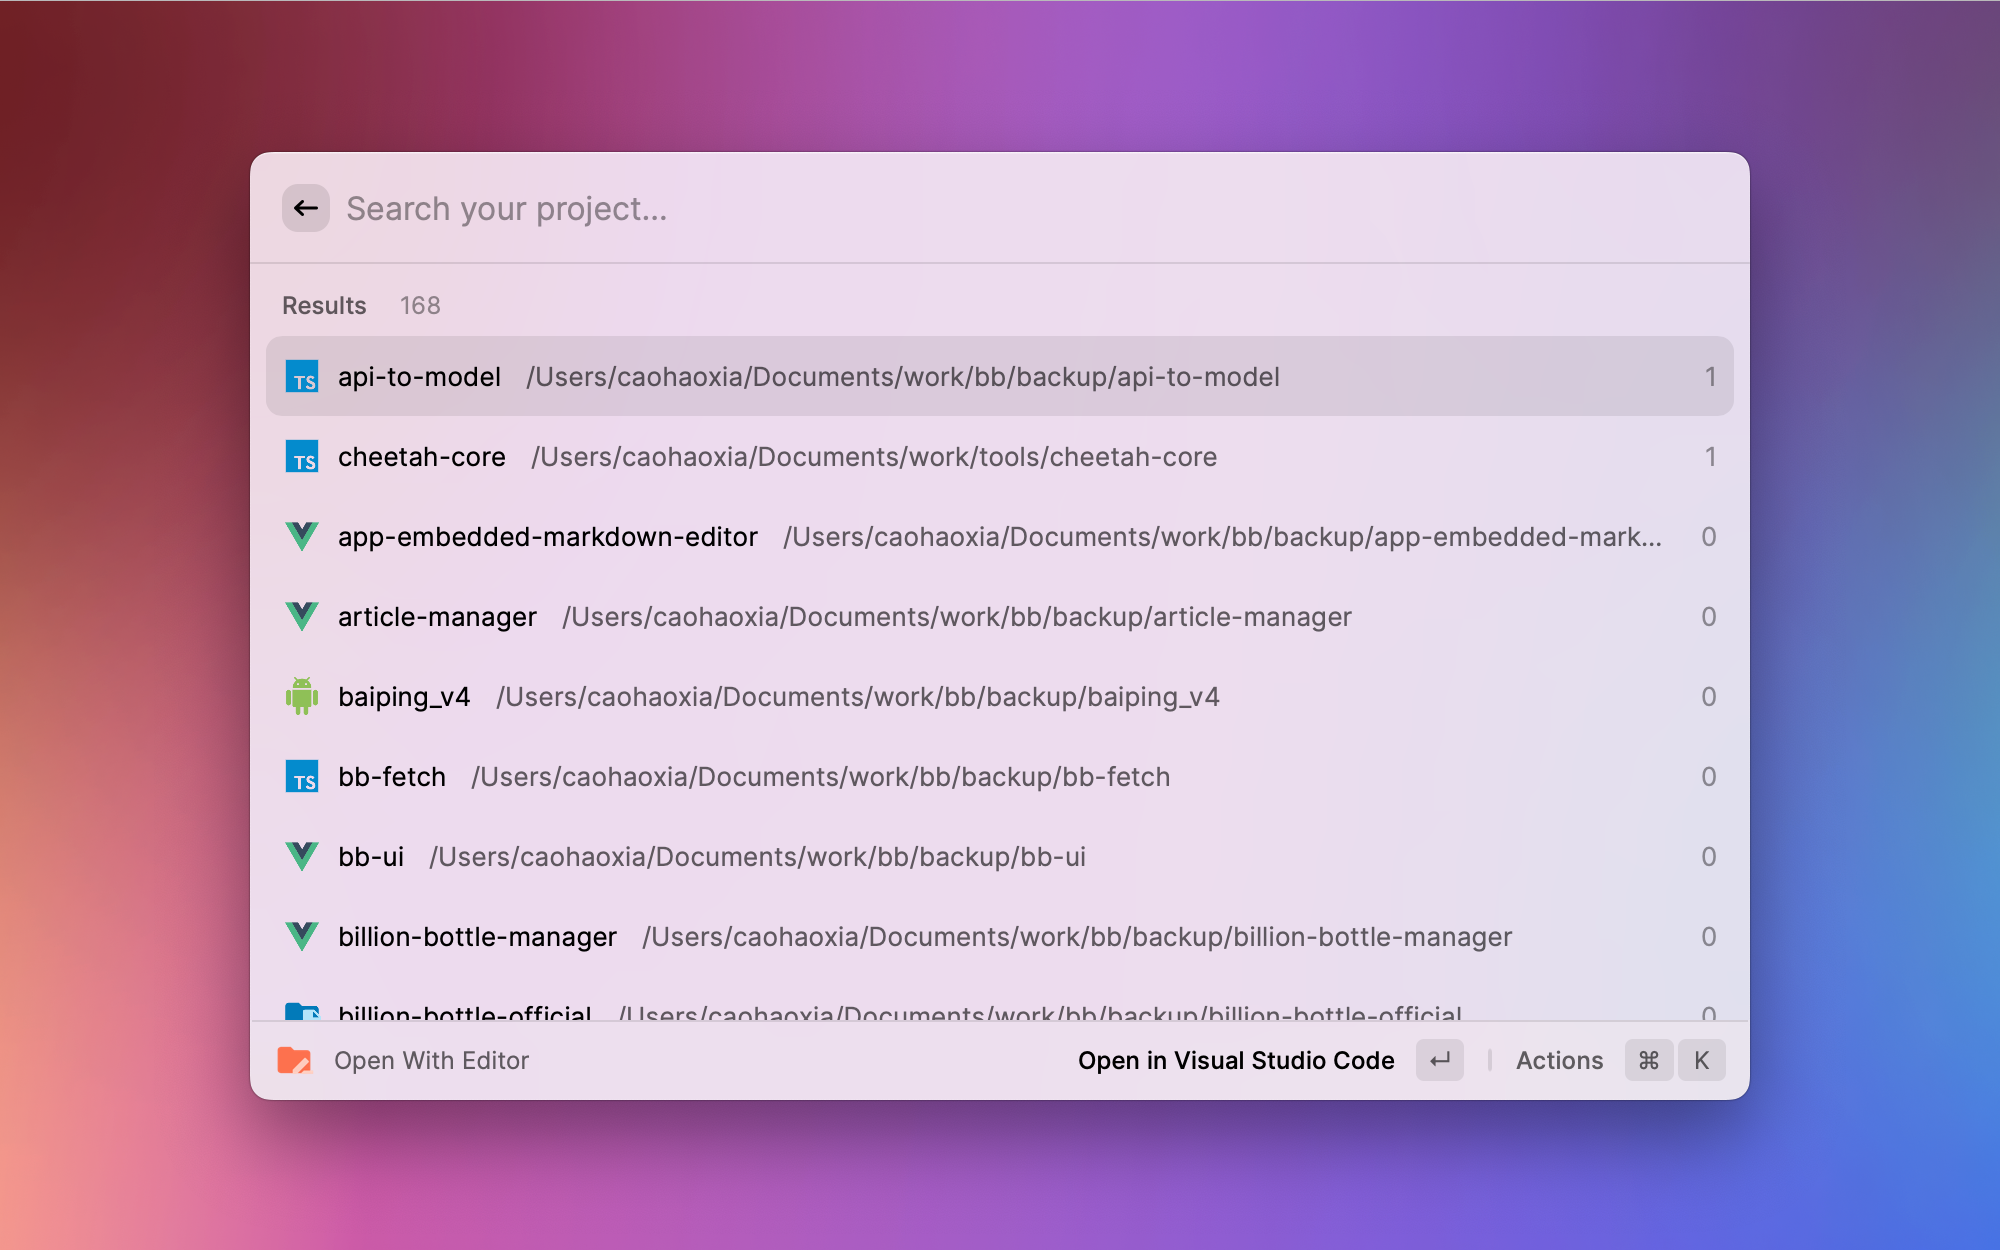 Search your project...
Results 168
TS api-to-model /Users/caohaoxia/Documents/work/bb/backup/api-to-model 1
TS cheetah-core /Users/caohaoxia/Documents/work/tools/cheetah-core 1
app-embedded-markdown-editor /Users/caohaoxia/Documents/work/bb/backup/app-embedded-mark... 0
article-manager /Users/caohaoxia/Documents/work/bb/backup/article-manager 0
baiping_v4 /Users/caohaoxia/Documents/work/bb/backup/baiping_v4 0
TS bb-fetch /Users/caohaoxia/Documents/work/bb/backup/bb-fetch 0
bb-ui /Users/caohaoxia/Documents/work/bb/backup/bb-ui 0
billion-bottle-manager /Users/caohaoxia/Documents/work/bb/backup/billion-bottle-manager 0
billion-bottle-official /Users/caohaoxia/Documents/work/bb/backup/billion-bottle-official 0
Open With Editor Open in Visual Studio Code ↵ Actions ⌘ K